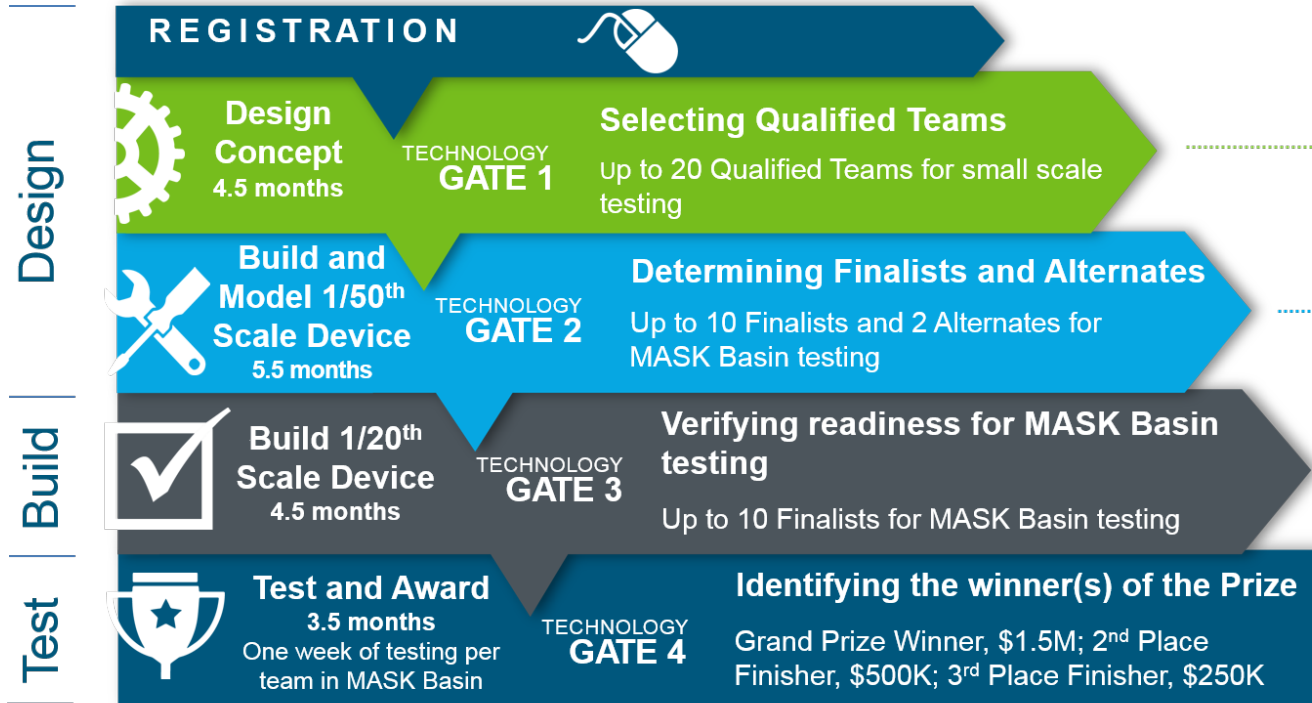 REGISTRATION
Design
Design
Concept
4.5 months
TECHNOLOGY
GATE 1
Selecting Qualified Teams
Up to 20 Qualified Teams for small scale
testing
Build and
Model 1/50th
Scale Device
5.5 months
TECHNOLOGY
GATE 2
Determining Finalists and Alternates
Up to 10 Finalists and 2 Alternates for
MASK Basin testing
Build
Build 1/20th
Scale Device
4.5 months
TECHNOLOGY
GATE 3
Verifying readiness for MASK Basin
testing
Up to 10 Finalists for MASK Basin testing
Test
Test and Award
3.5 months
One week of testing per
team in MASK Basin
TECHNOLOGY
GATE 4
Identifying the winner(s) of the Prize
Grand Prize Winner, $1.5M; 2nd Place
Finisher, $500K; 3rd Place Finisher, $250K